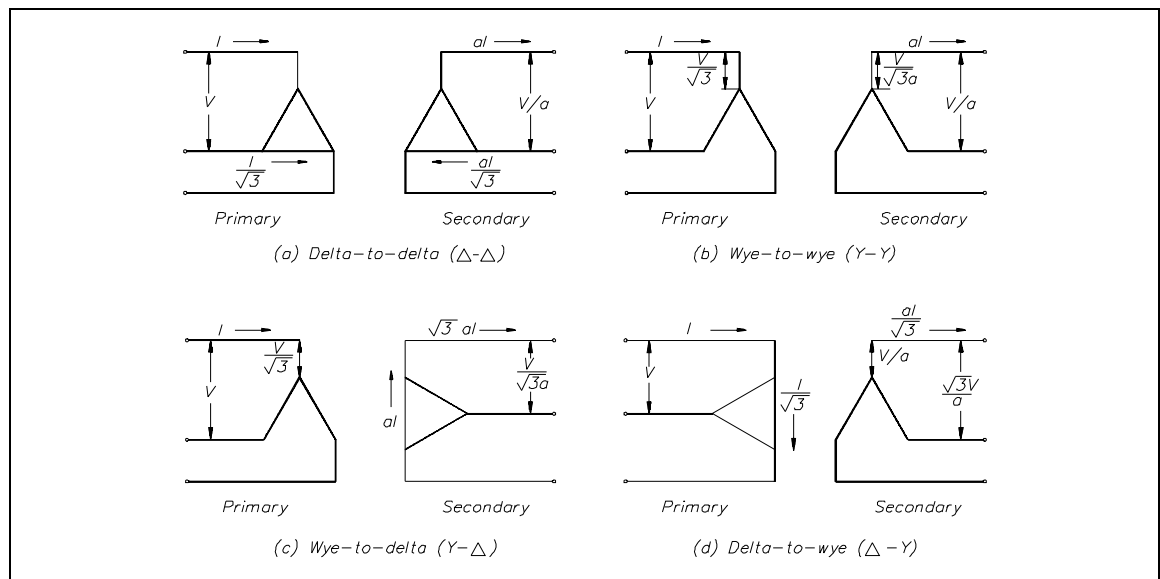 I
aI
V
V/a
I/√3
aI/√3
Primary
Secondary
(a) Delta-to-delta (△-△)
I
V/√3
V
aI
V/√3a
V/a
Primary
Secondary
(b) Wye-to-wye (Y-Y)
I
V/√3
V
√3 aI
V/√3a
aI
Primary
Secondary
(c) Wye-to-delta (Y-△)
I
V
I/√3
aI/√3
V/a
√3V/a
Primary
Secondary
(d) Delta-to-wye (△-Y)